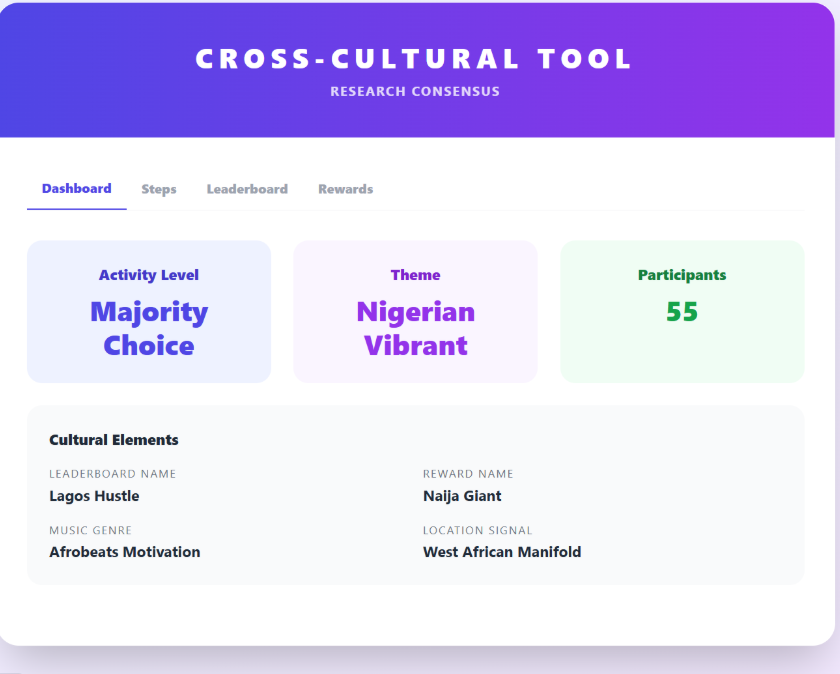 CROSS-CULTURAL TOOL
RESEARCH CONSENSUS
Dashboard Steps Leaderboard Rewards
Activity Level
Majority
Choice
Theme
Nigerian
Vibrant
Participants
55
Cultural Elements
LEADERBOARD NAME
Lagos Hustle
REWARD NAME
Naija Giant
MUSIC GENRE
Afrobeats Motivation
LOCATION SIGNAL
West African Manifold